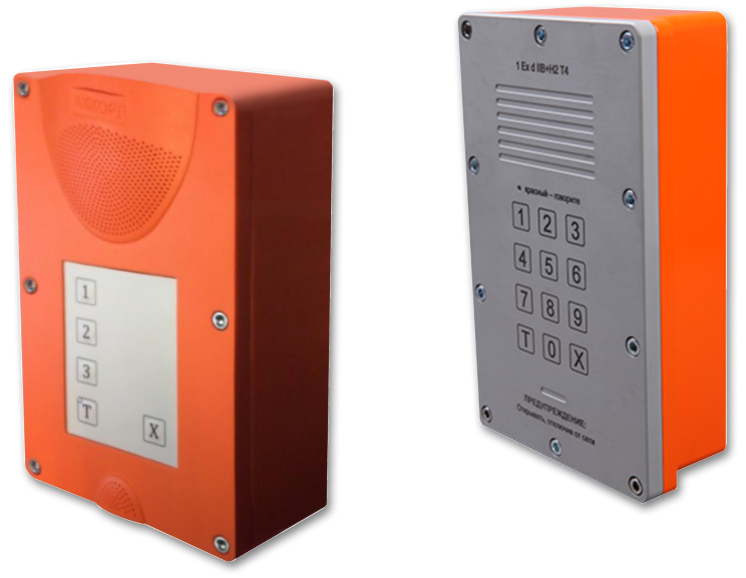 1
2
3
T X
1 Ex d IIB+H2 T4
* красный – говорите
1 2 3
4 5 6
7 8 9
T 0 X
ПРЕДУПРЕЖДЕНИЕ:
Открывать, отключив от сети